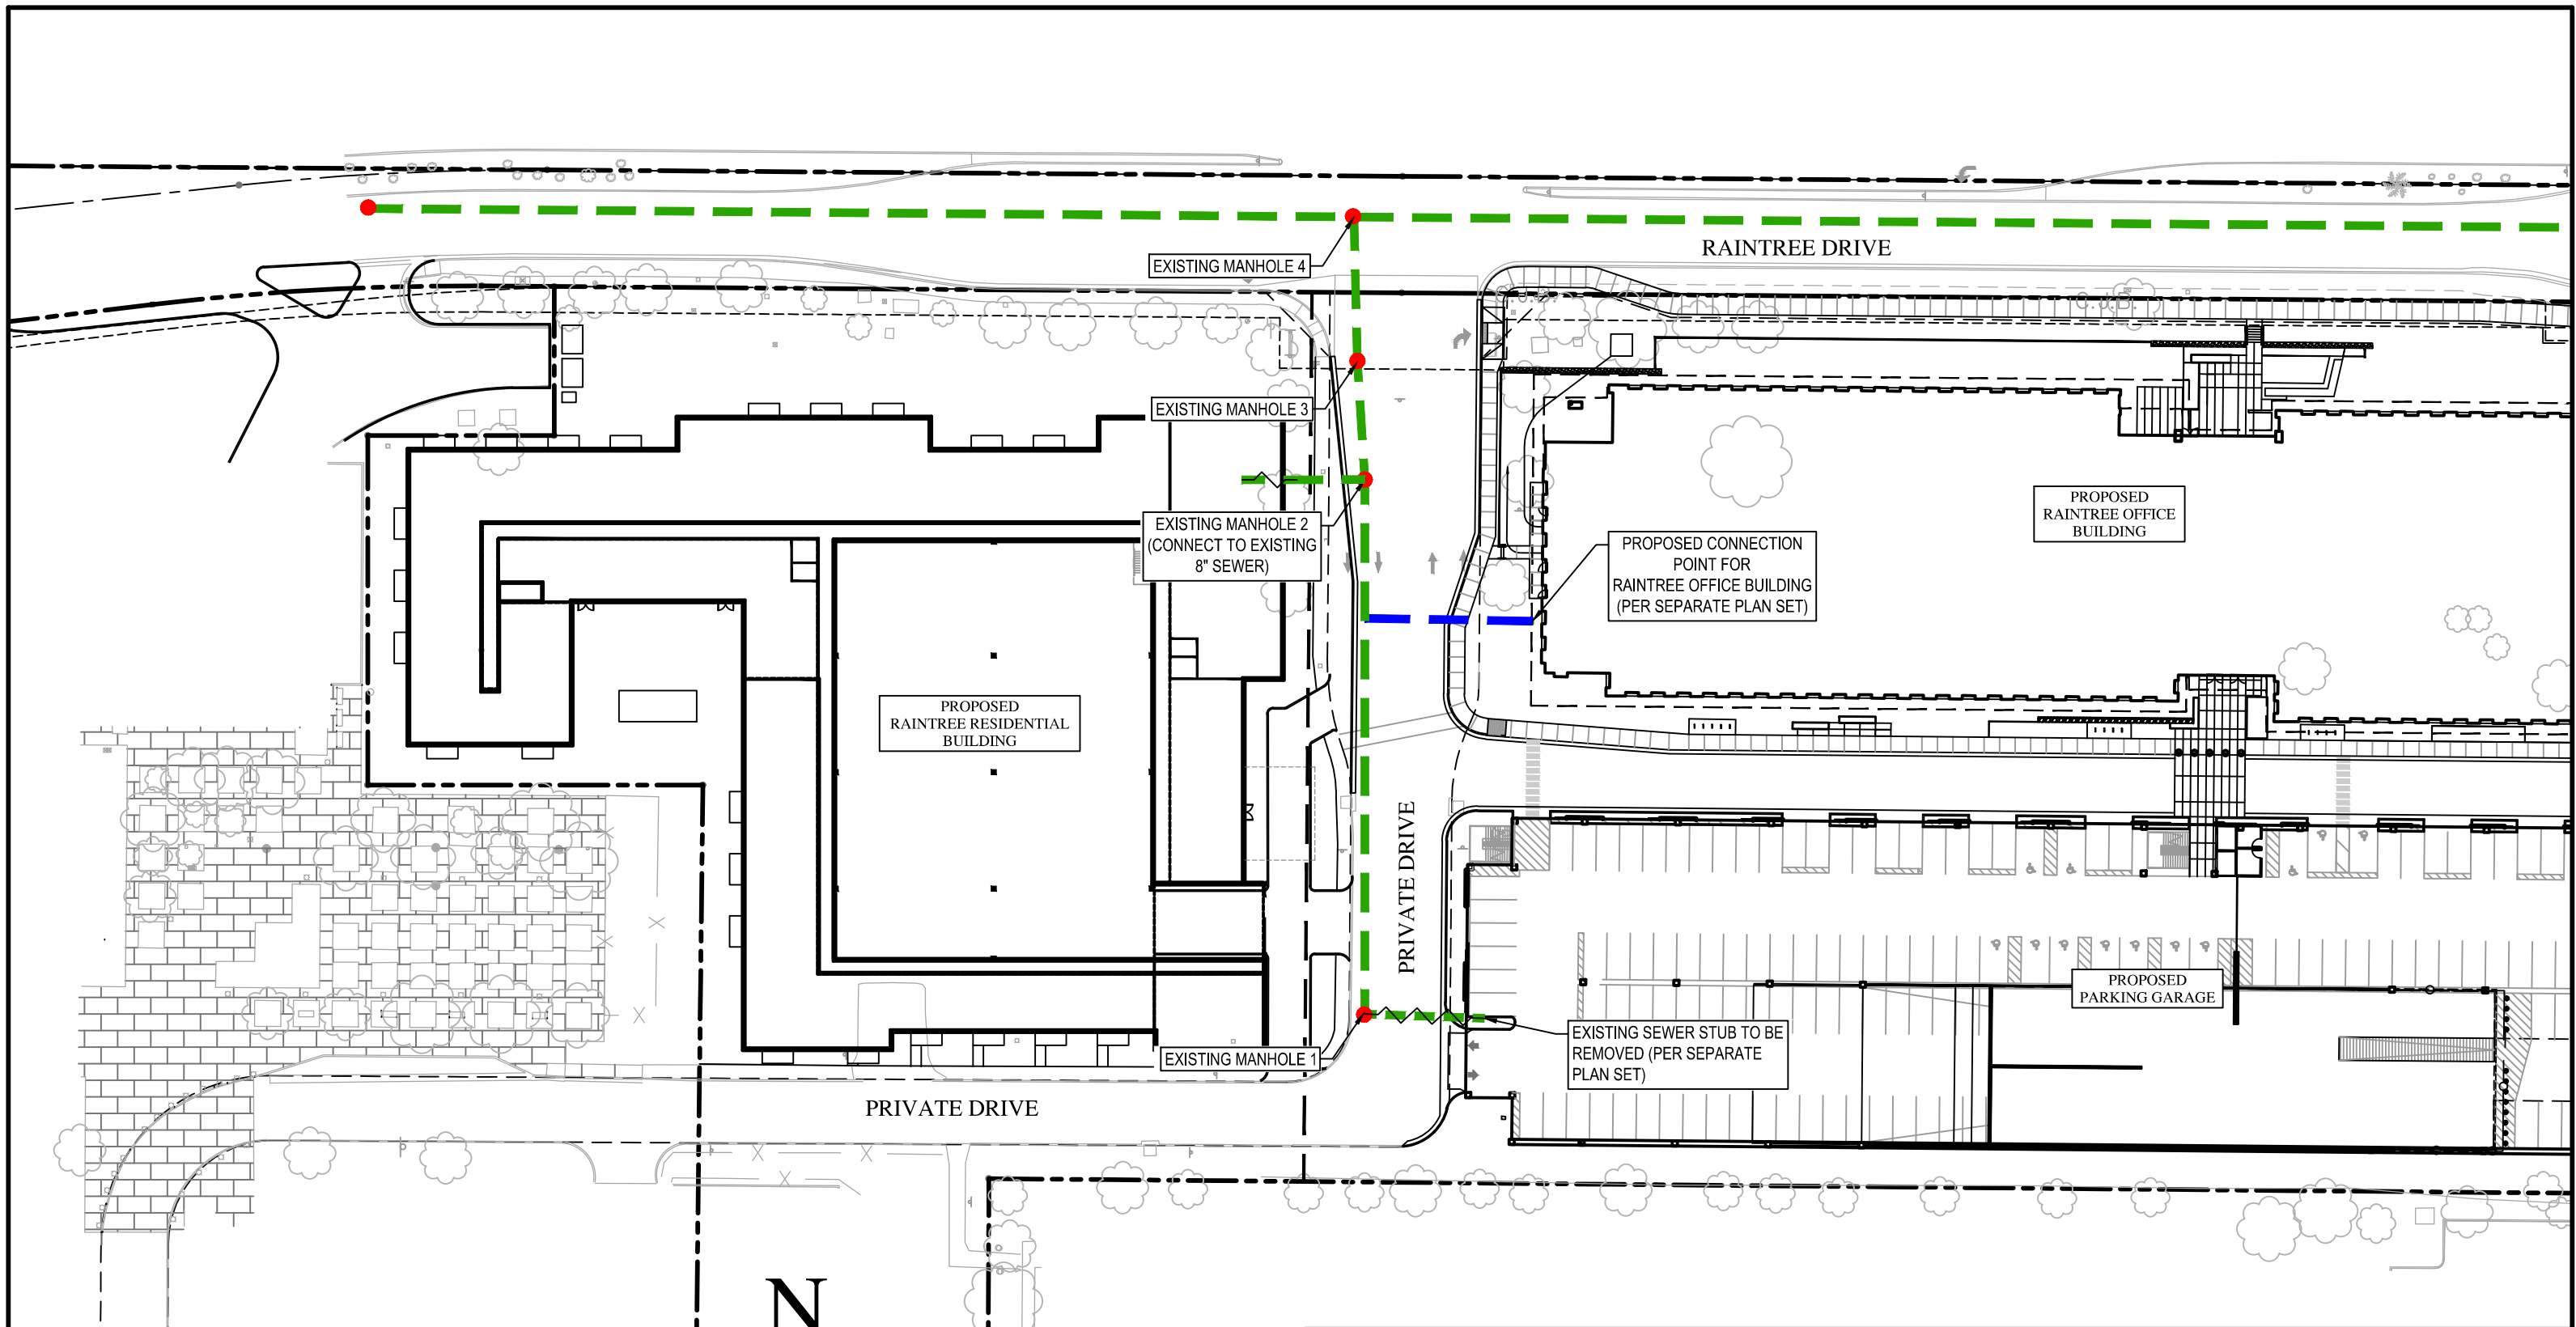 RAINTREE DRIVE
EXISTING MANHOLE 4
EXISTING MANHOLE 3
EXISTING MANHOLE 2
(CONNECT TO EXISTING
8" SEWER)
PROPOSED
RAINTREE OFFICE
BUILDING
PROPOSED CONNECTION
POINT FOR
RAINTREE OFFICE BUILDING
(PER SEPARATE PLAN SET)
PROPOSED
RAINTREE RESIDENTIAL
BUILDING
PRIVATE DRIVE
PROPOSED
PARKING GARAGE
EXISTING SEWER STUB TO BE
REMOVED (PER SEPARATE
PLAN SET)
EXISTING MANHOLE 1
PRIVATE DRIVE
N